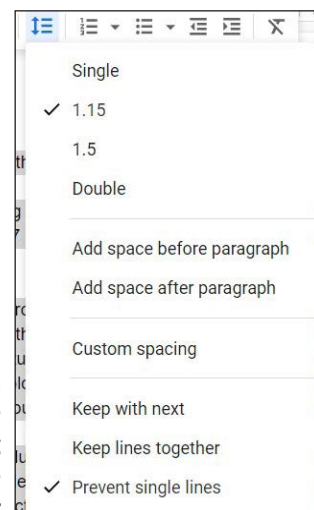 Single
1.15
1.5
Double
Add space before paragraph
Add space after paragraph
Custom spacing
Keep with next
Keep lines together
Prevent single lines